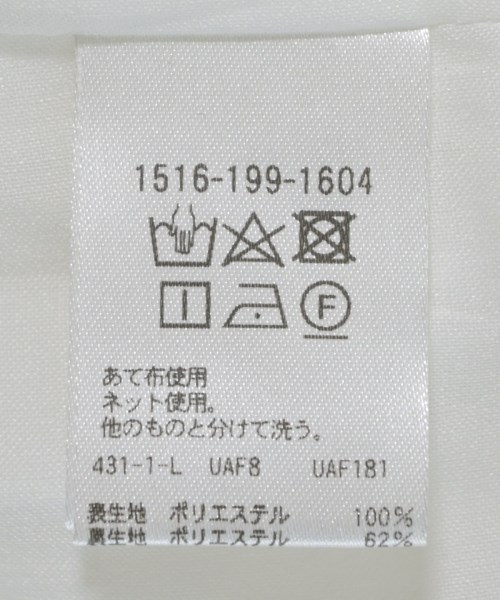 1516-199-1604
F
あて布使用
ネット使用。
他のものと分けて洗う。
431-1-L UAF8 UAF181
表生地 ポリエステル 100%
裏生地 ポリエステル 62%